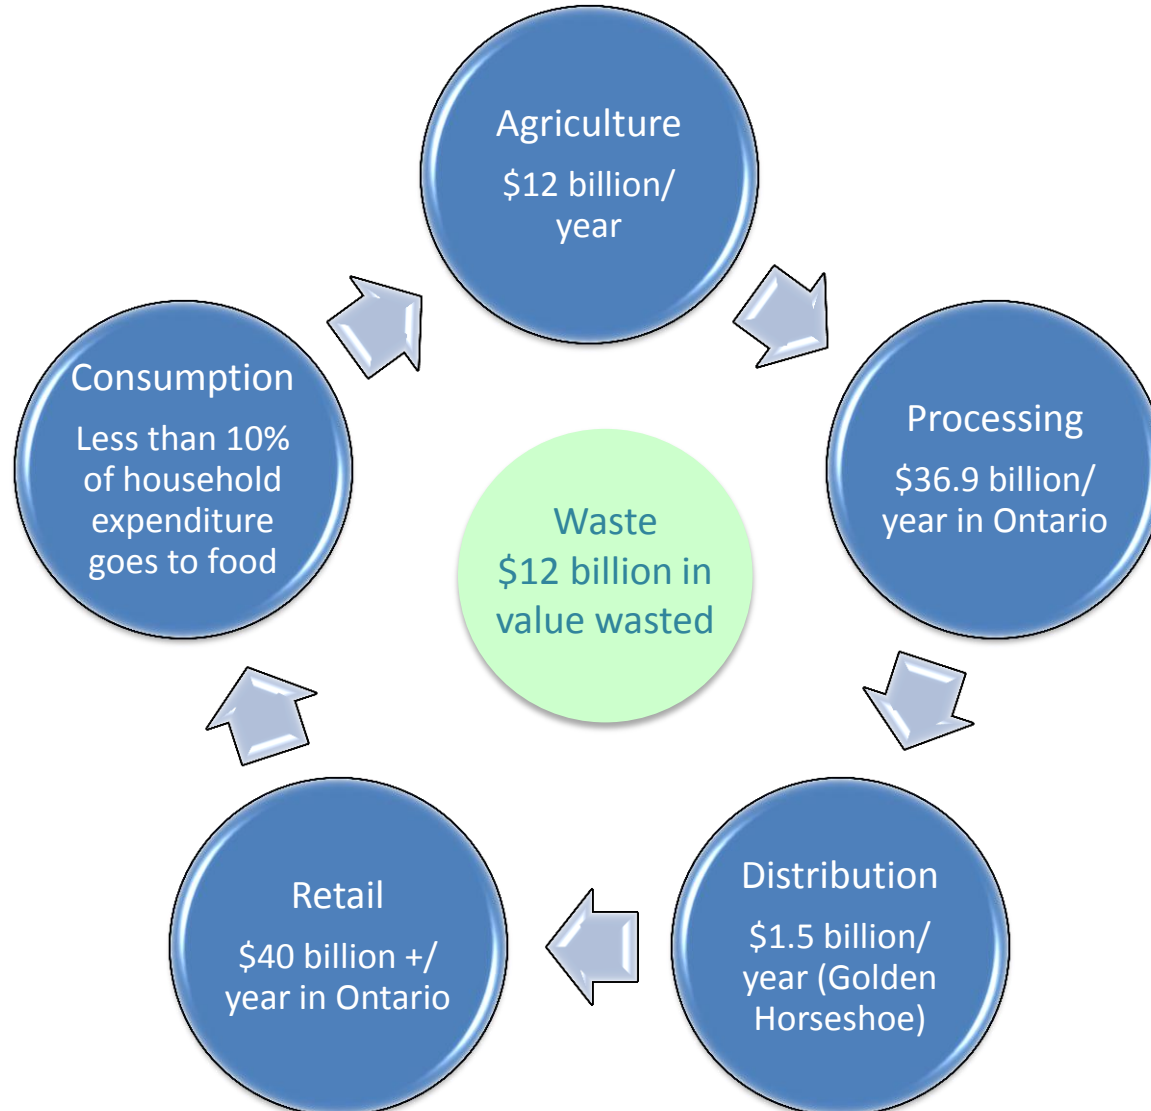 Agriculture
$12 billion/
year
Processing
$36.9 billion/
year in Ontario
Distribution
$1.5 billion/
year (Golden
Horseshoe)
Retail
$40 billion +/
year in Ontario
Consumption
Less than 10%
of household
expenditure
goes to food
Waste
$12 billion in
value wasted